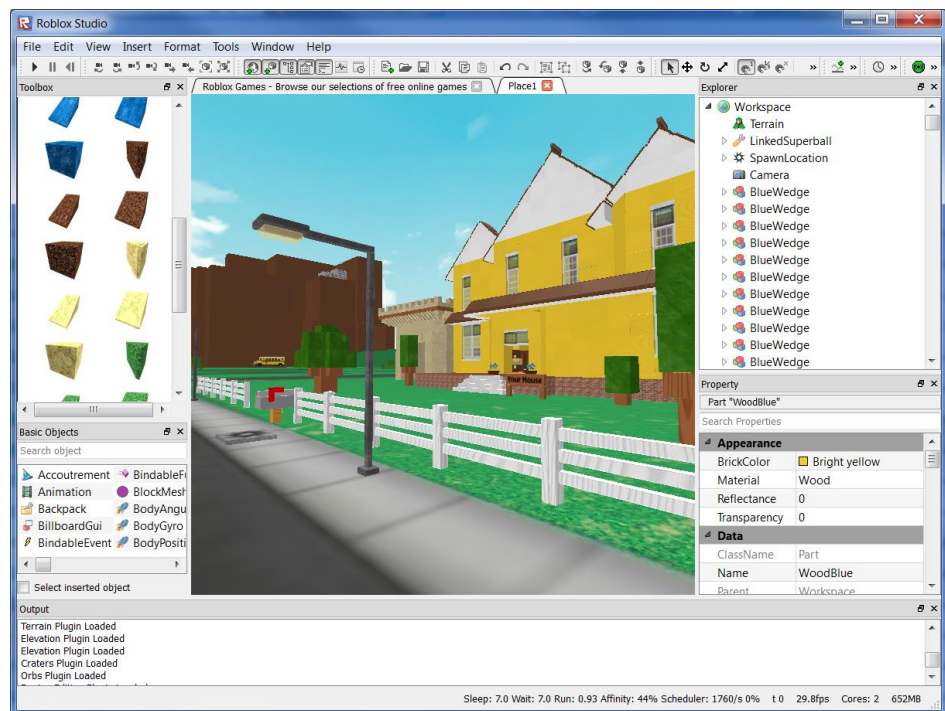 Roblox Studio
File Edit View Insert Format Tools Window Help
Toolbox
Roblox Games - Browse our selections of free online games
Place1
Explorer
Workspace
Terrain
LinkedSuperball
SpawnLocation
Camera
BlueWedge
BlueWedge
BlueWedge
BlueWedge
BlueWedge
BlueWedge
BlueWedge
BlueWedge
BlueWedge
BlueWedge
BlueWedge
Your House
Property
Part "WoodBlue"
Search Properties
Appearance
BrickColor Bright yellow
Material Wood
Reflectance 0
Transparency 0
Data
ClassName Part
Name WoodBlue
Parent Workspace
Basic Objects
Search object
Accoutrement BindableF
Animation BlockMesh
Backpack BodyAngu
BillboardGui BodyGyro
BindableEvent BodyPositi
Select inserted object
Output
Terrain Plugin Loaded
Elevation Plugin Loaded
Elevation Plugin Loaded
Craters Plugin Loaded
Orbs Plugin Loaded
Sleep: 7.0 Wait: 7.0 Run: 0.93 Affinity: 44% Scheduler: 1760/s 0% t 0 29.8fps Cores: 2 652MB